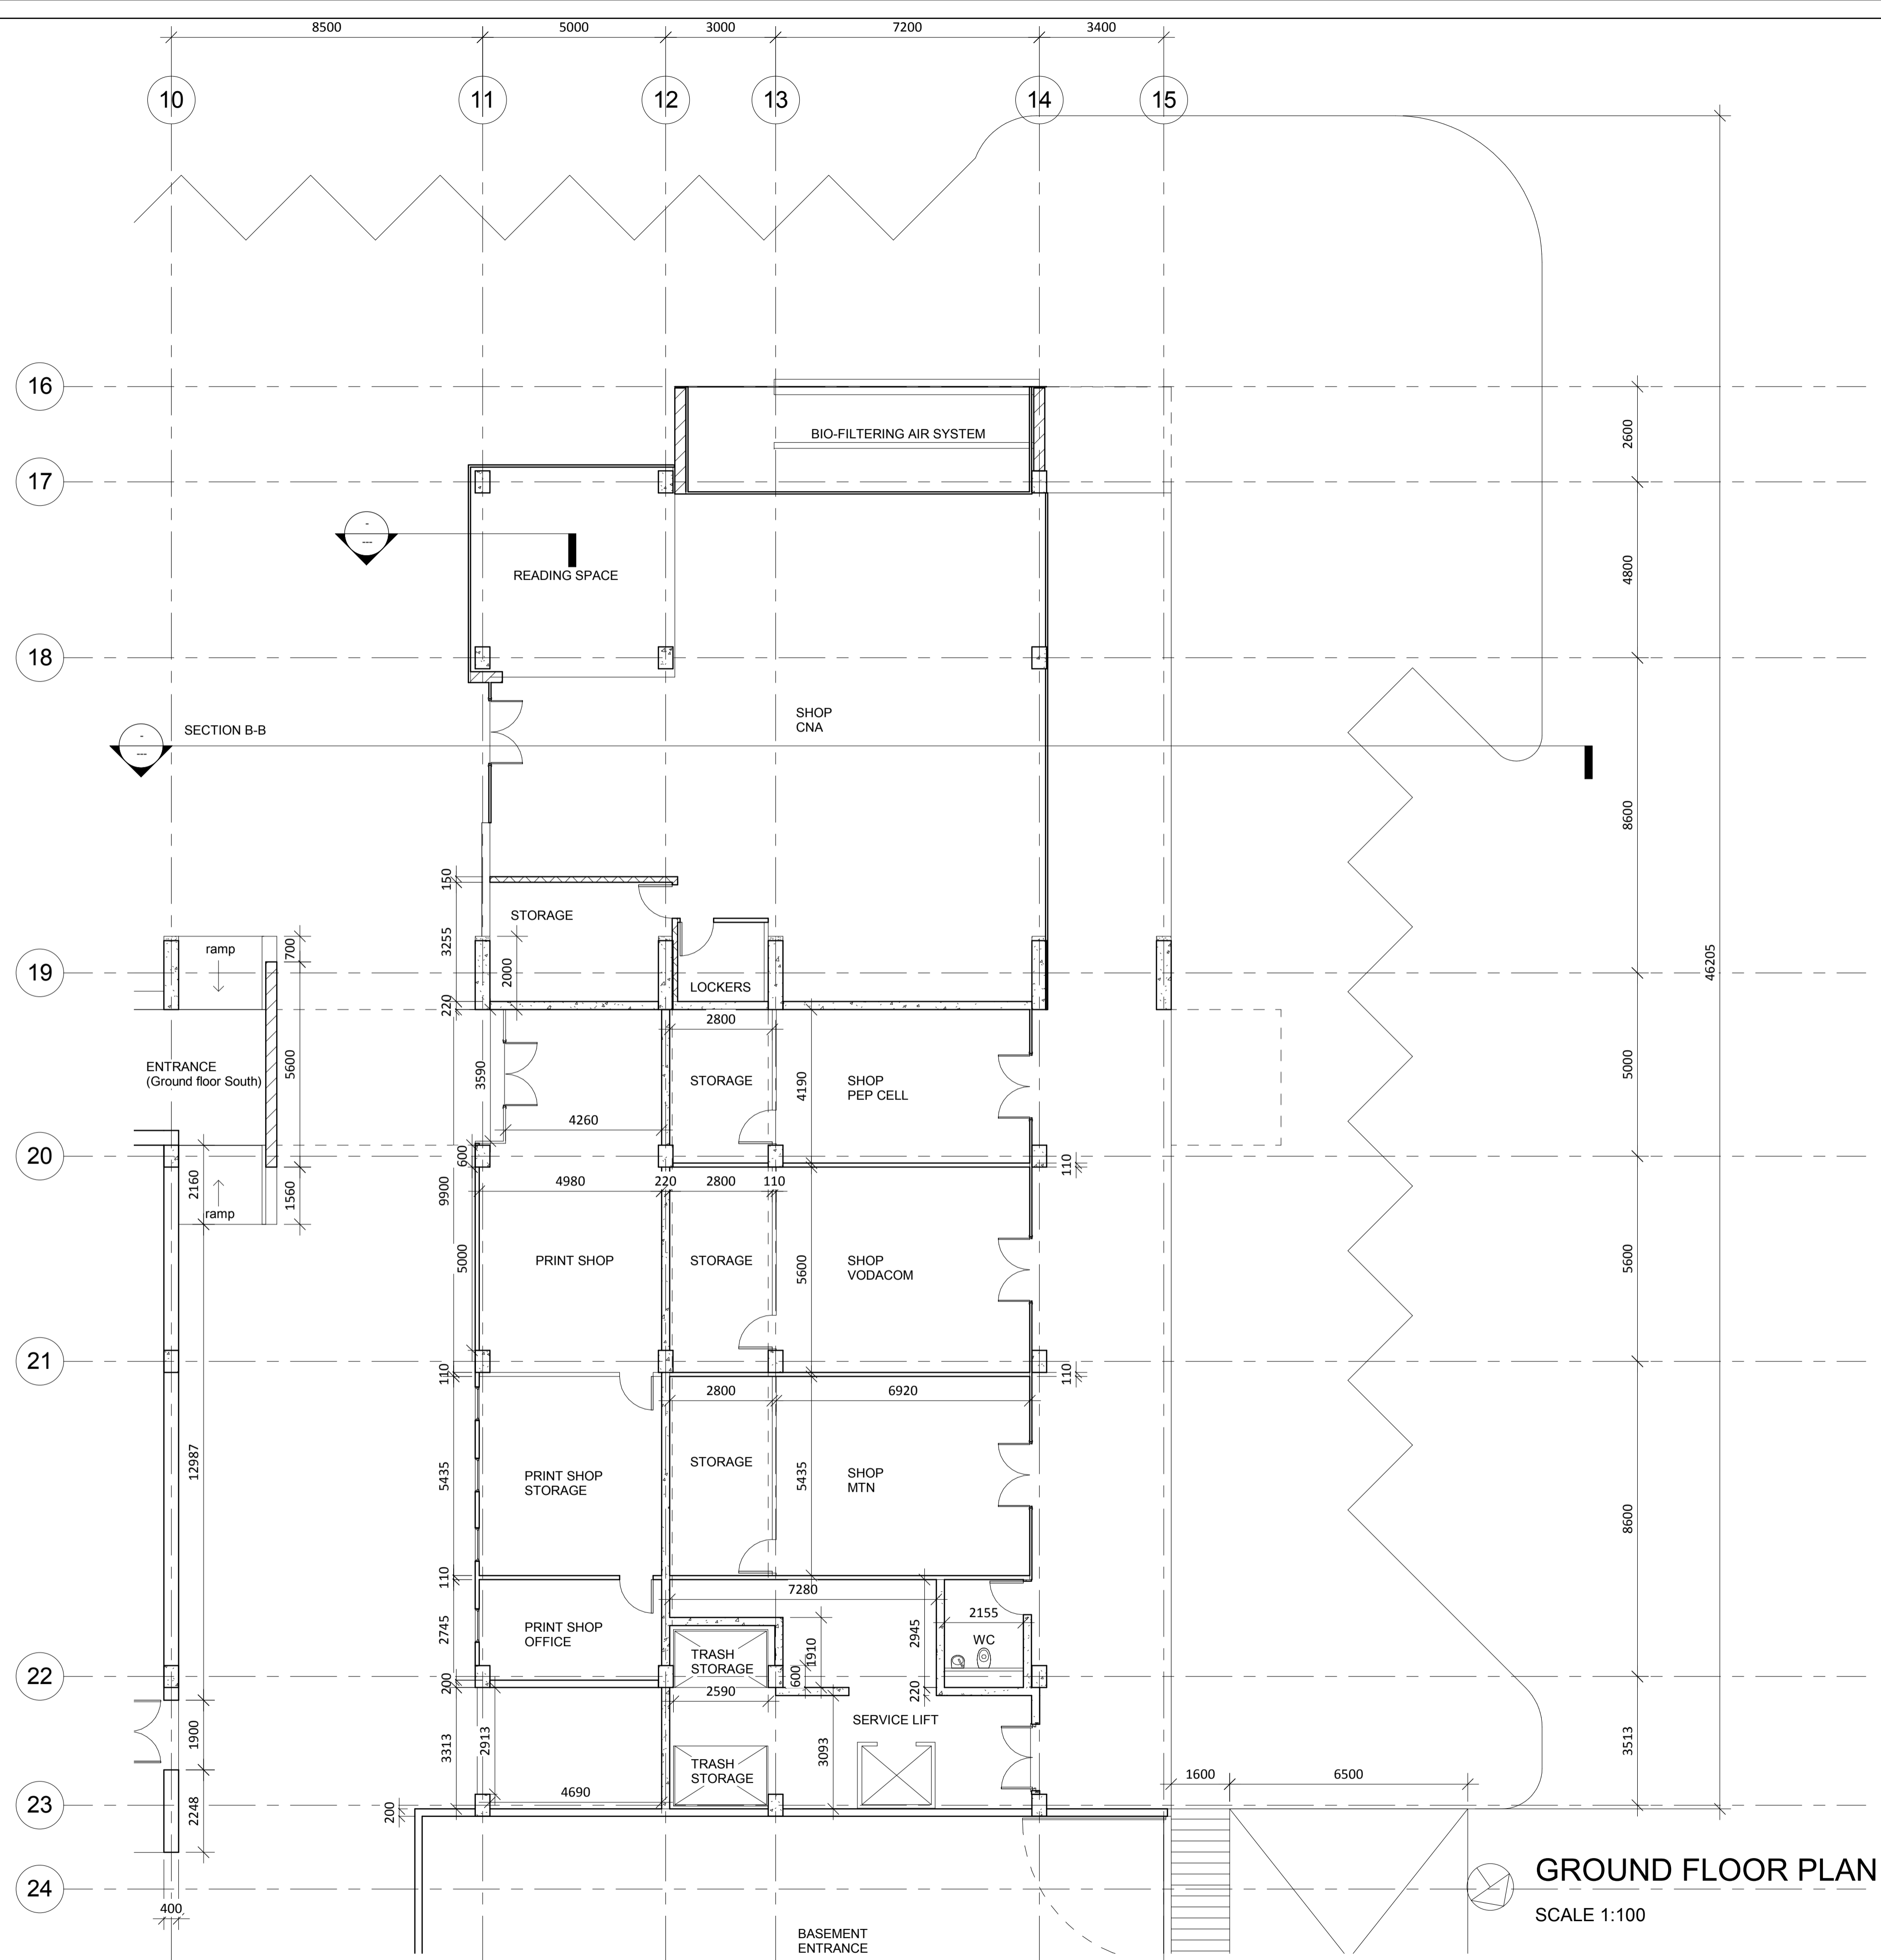 8500
5000
3000
7200
3400
10
11
12
13
14
15
16
BIO-FILTERING AIR SYSTEM
2600
17
-
---
READING SPACE
4800
18
SHOP
CNA
SECTION B-B
-
---
8600
150
STORAGE
3255
ramp
700
2000
19
46205
LOCKERS
220
2800
ENTRANCE
(Ground floor South)
5600
3590
STORAGE
4190
SHOP
PEP CELL
5000
4260
600
20
110
2160
1560
9900
4980
220
2800
110
ramp
5000
PRINT SHOP
STORAGE
5600
SHOP
VODACOM
5600
21
110
110
2800
6920
12987
5435
PRINT SHOP
STORAGE
STORAGE
5435
SHOP
MTN
8600
110
7280
2745
PRINT SHOP
OFFICE
1910
2945
2155
WC
TRASH
STORAGE
600
22
200
2590
220
SERVICE LIFT
1900
3313
2913
3093
3513
TRASH
STORAGE
1600
6500
4690
23
2248
200
GROUND FLOOR PLAN
24
SCALE 1:100
400
BASEMENT
ENTRANCE